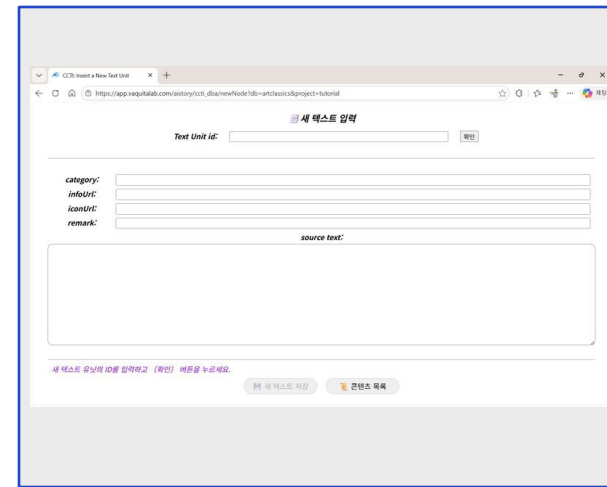 CCTI: Insert a New Text Unit
https://app.vaquitalab.com/aistory/ccti_dba/newNode?db=artclassics&project=tutorial
새 텍스트 입력
Text Unit id: 확인
category:
infoUrl:
iconUrl:
remark:
source text:
새 텍스트 유닛의 ID를 입력하고 (확인) 버튼을 누르세요.
새 텍스트 저장 콘텐츠 목록